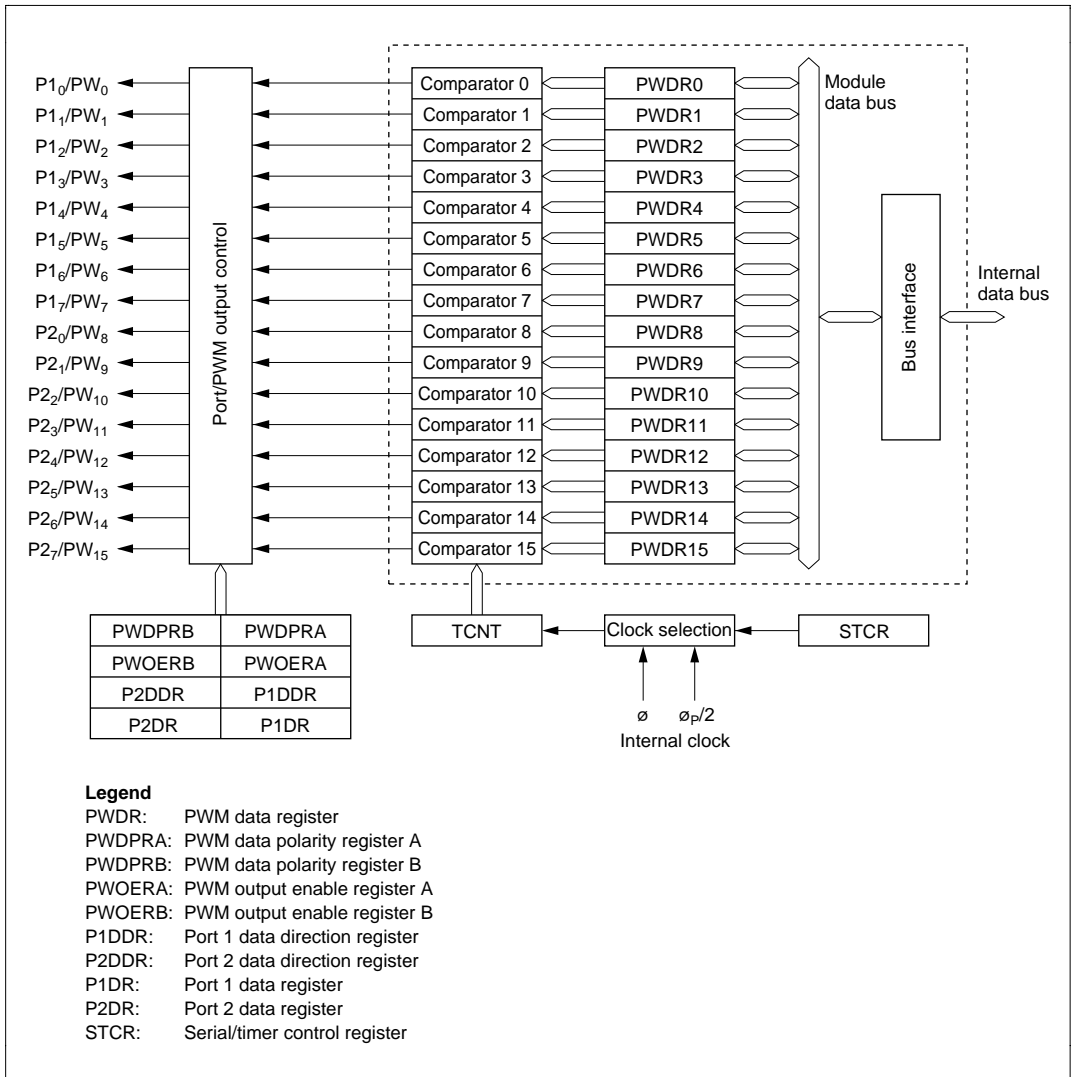 P1₀/PW₀ Comparator 0 PWDR0 Module
data bus
P1₁/PW₁ Comparator 1 PWDR1
P1₂/PW₂ Comparator 2 PWDR2
P1₃/PW₃ Comparator 3 PWDR3
P1₄/PW₄ Comparator 4 PWDR4
P1₅/PW₅ Comparator 5 PWDR5
P1₆/PW₆ Comparator 6 PWDR6
P1₇/PW₇ Comparator 7 PWDR7
P2₀/PW₈ Comparator 8 PWDR8
P2₁/PW₉ Comparator 9 PWDR9
P2₂/PW₁₀ Comparator 10 PWDR10
P2₃/PW₁₁ Comparator 11 PWDR11
P2₄/PW₁₂ Comparator 12 PWDR12
P2₅/PW₁₃ Comparator 13 PWDR13
P2₆/PW₁₄ Comparator 14 PWDR14
P2₇/PW₁₅ Comparator 15 PWDR15
Port/PWM output control
Bus interface
Internal
data bus
PWDPRB PWDPRA TCNT Clock selection STCR
PWOERB PWOERA
P2DDR P1DDR
P2DR P1DR
ø øP/2
Internal clock
Legend
PWDR: PWM data register
PWDPRA: PWM data polarity register A
PWDPRB: PWM data polarity register B
PWOERA: PWM output enable register A
PWOERB: PWM output enable register B
P1DDR: Port 1 data direction register
P2DDR: Port 2 data direction register
P1DR: Port 1 data register
P2DR: Port 2 data register
STCR: Serial/timer control register